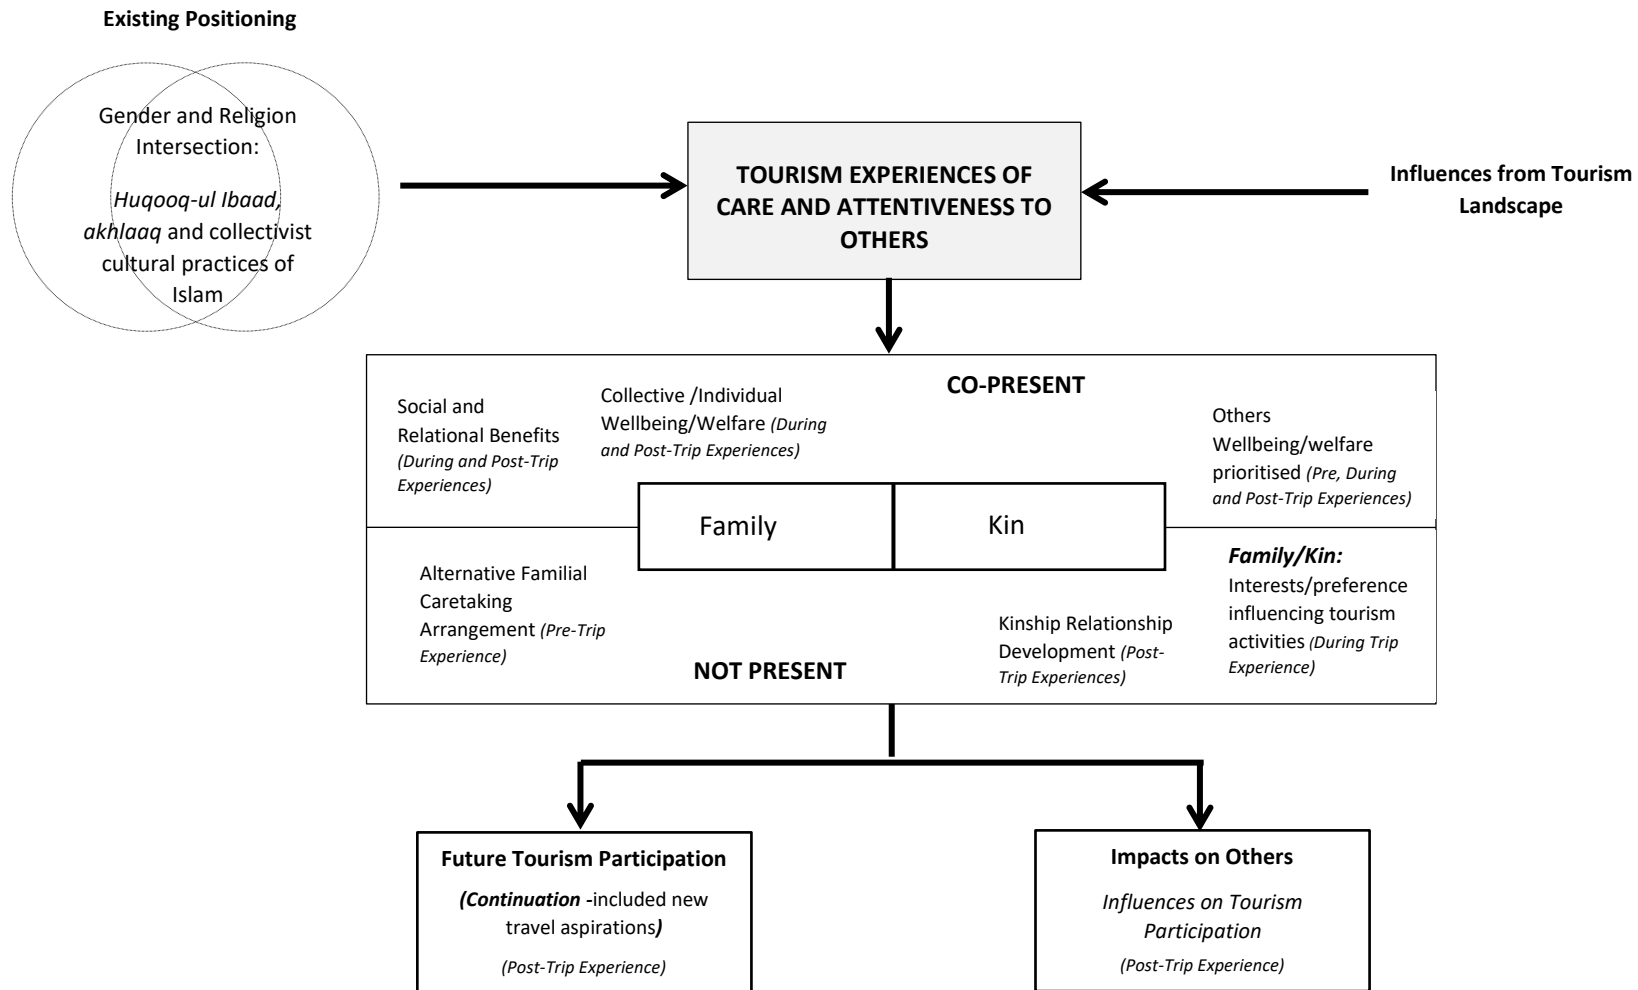 Existing Positioning
Gender and Religion
Intersection:
Huqooq-ul Ibaad,
akhlaaq and collectivist
cultural practices of
Islam
TOURISM EXPERIENCES OF
CARE AND ATTENTIVENESS TO
OTHERS
Influences from Tourism
Landscape
CO-PRESENT
Social and
Relational Benefits
(During and Post-Trip
Experiences)
Collective /Individual
Wellbeing/Welfare (During
and Post-Trip Experiences)
Others
Wellbeing/welfare
prioritised (Pre, During
and Post-Trip Experiences)
Family
Kin
Alternative Familial
Caretaking
Arrangement (Pre-Trip
Experience)
NOT PRESENT
Kinship Relationship
Development (Post-
Trip Experiences)
Family/Kin:
Interests/preference
influencing tourism
activities (During Trip
Experience)
Future Tourism Participation
(Continuation -included new
travel aspirations)
(Post-Trip Experience)
Impacts on Others
Influences on Tourism
Participation
(Post-Trip Experience)